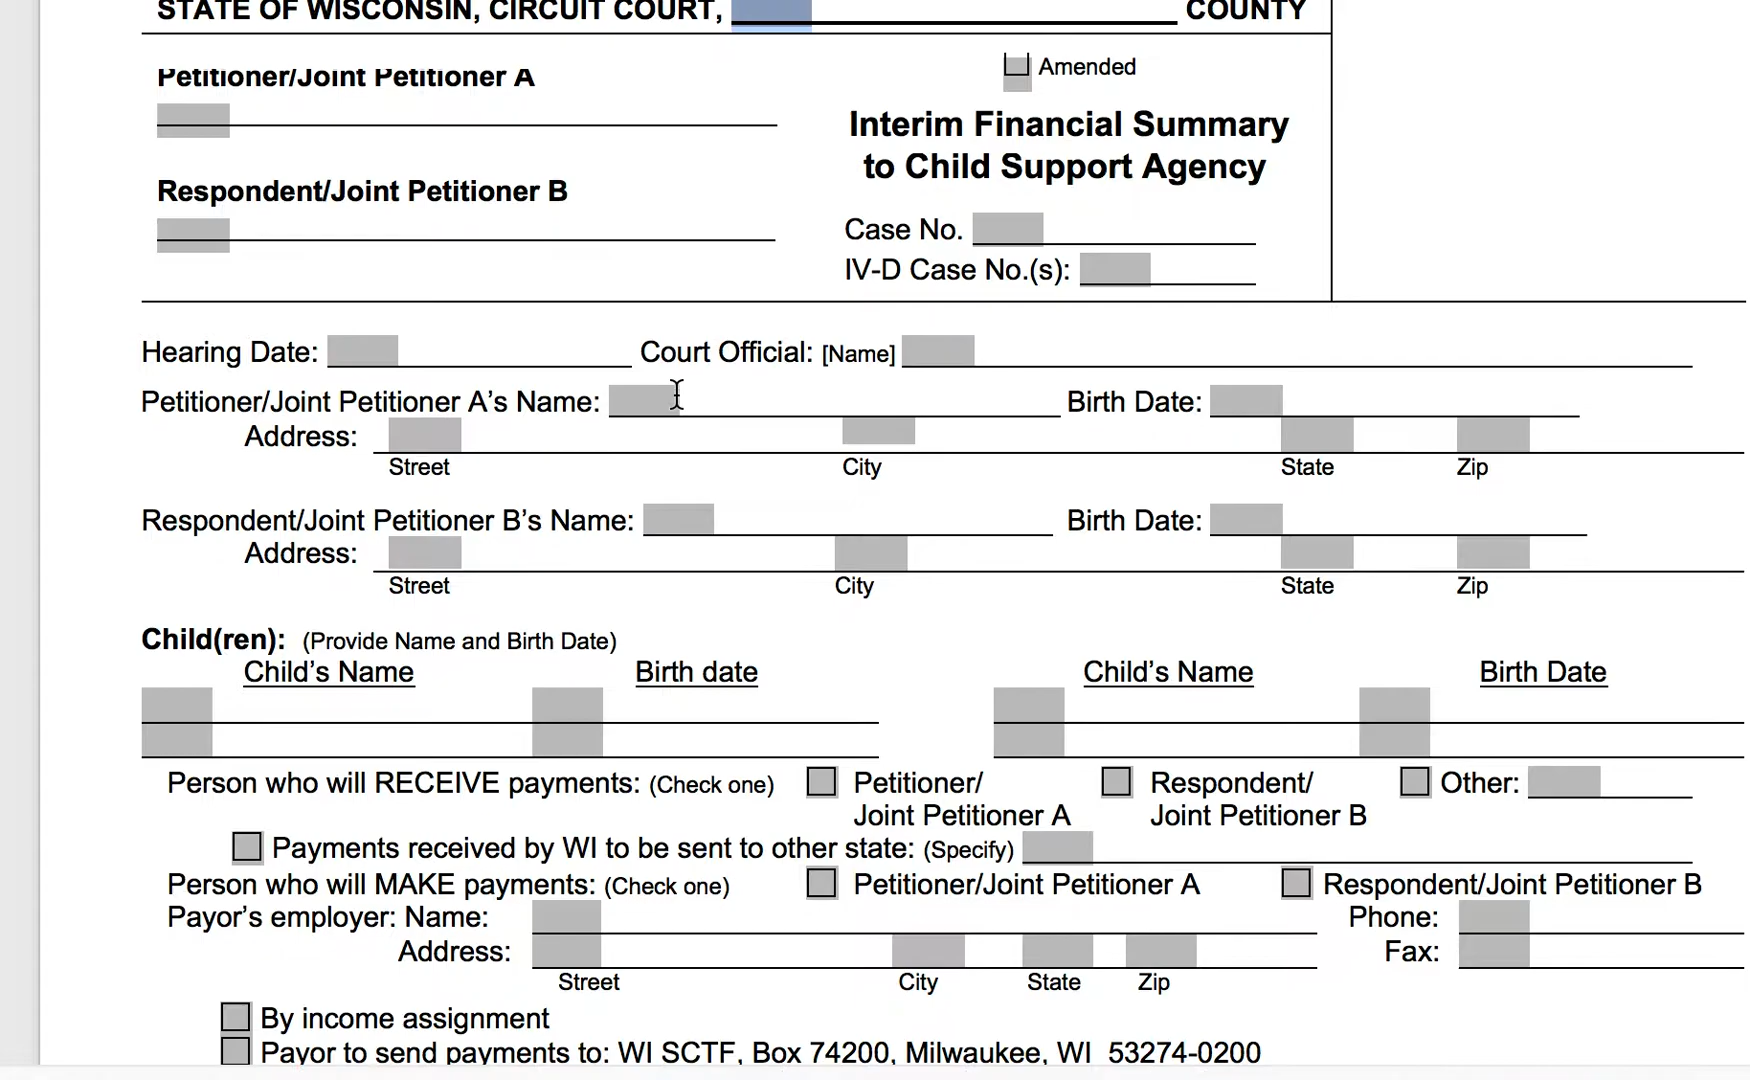 STATE OF WISCONSIN, CIRCUIT COURT, COUNTY
Petitioner/Joint Petitioner A
Amended
Interim Financial Summary
to Child Support Agency
Respondent/Joint Petitioner B
Case No.
IV-D Case No.(s):
Hearing Date: Court Official: [Name]
Petitioner/Joint Petitioner A’s Name: Birth Date:
Address:
Street City State Zip
Respondent/Joint Petitioner B’s Name: Birth Date:
Address:
Street City State Zip
Child(ren): (Provide Name and Birth Date)
Child’s Name Birth date Child’s Name Birth Date
Person who will RECEIVE payments: (Check one) Petitioner/ Respondent/ Other:
Joint Petitioner A Joint Petitioner B
Payments received by WI to be sent to other state: (Specify)
Person who will MAKE payments: (Check one) Petitioner/Joint Petitioner A Respondent/Joint Petitioner B
Payor’s employer: Name: Phone:
Address: Fax:
Street City State Zip
By income assignment
Payor to send payments to: WI SCTF, Box 74200, Milwaukee, WI 53274-0200